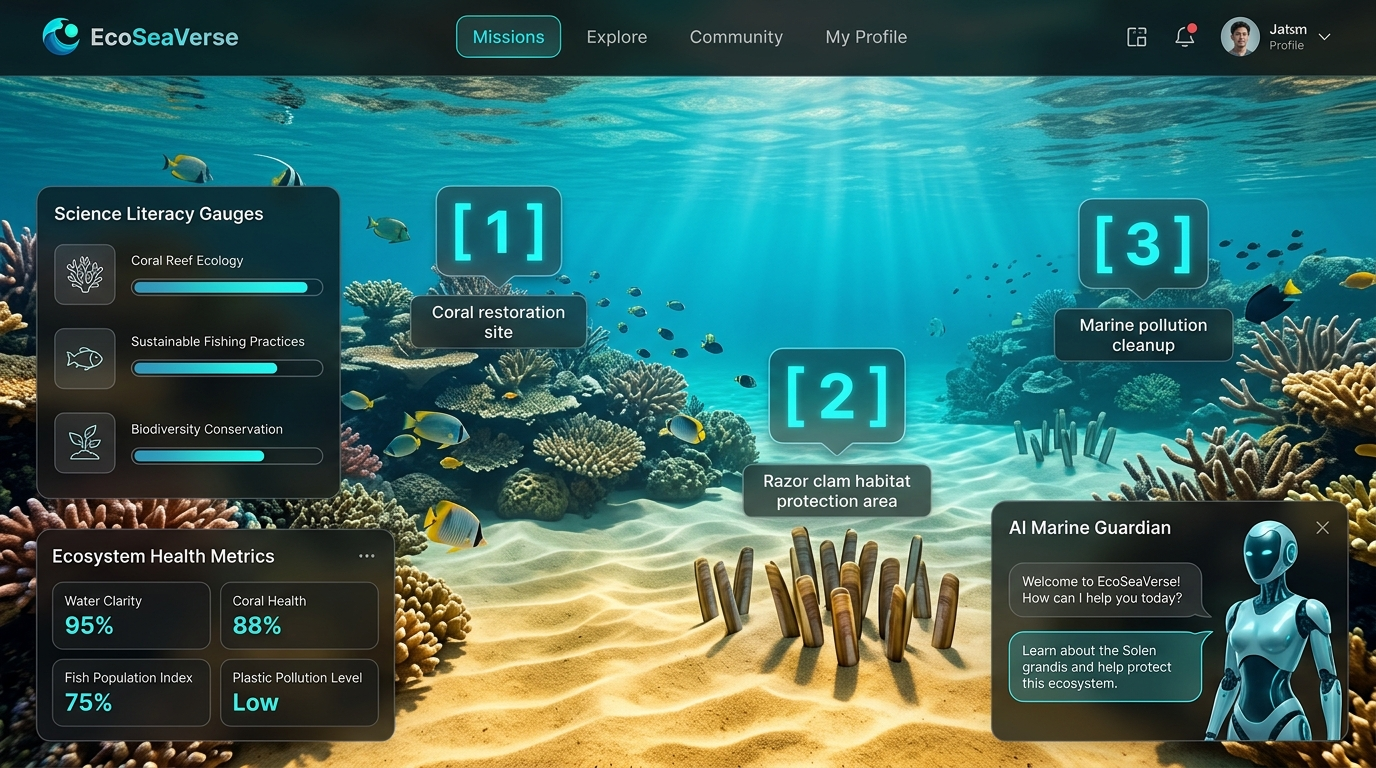 EcoSeaVerse
Missions
Explore
Community
My Profile
Jatsm
Profile
Science Literacy Gauges
Coral Reef Ecology
Sustainable Fishing Practices
Biodiversity Conservation
[1]
Coral restoration
site
[2]
Razor clam habitat
protection area
[3]
Marine pollution
cleanup
Ecosystem Health Metrics
Water Clarity
95%
Coral Health
88%
Fish Population Index
75%
Plastic Pollution Level
Low
AI Marine Guardian
Welcome to EcoSeaVerse!
How can I help you today?
Learn about the Solen
grandis and help protect
this ecosystem.